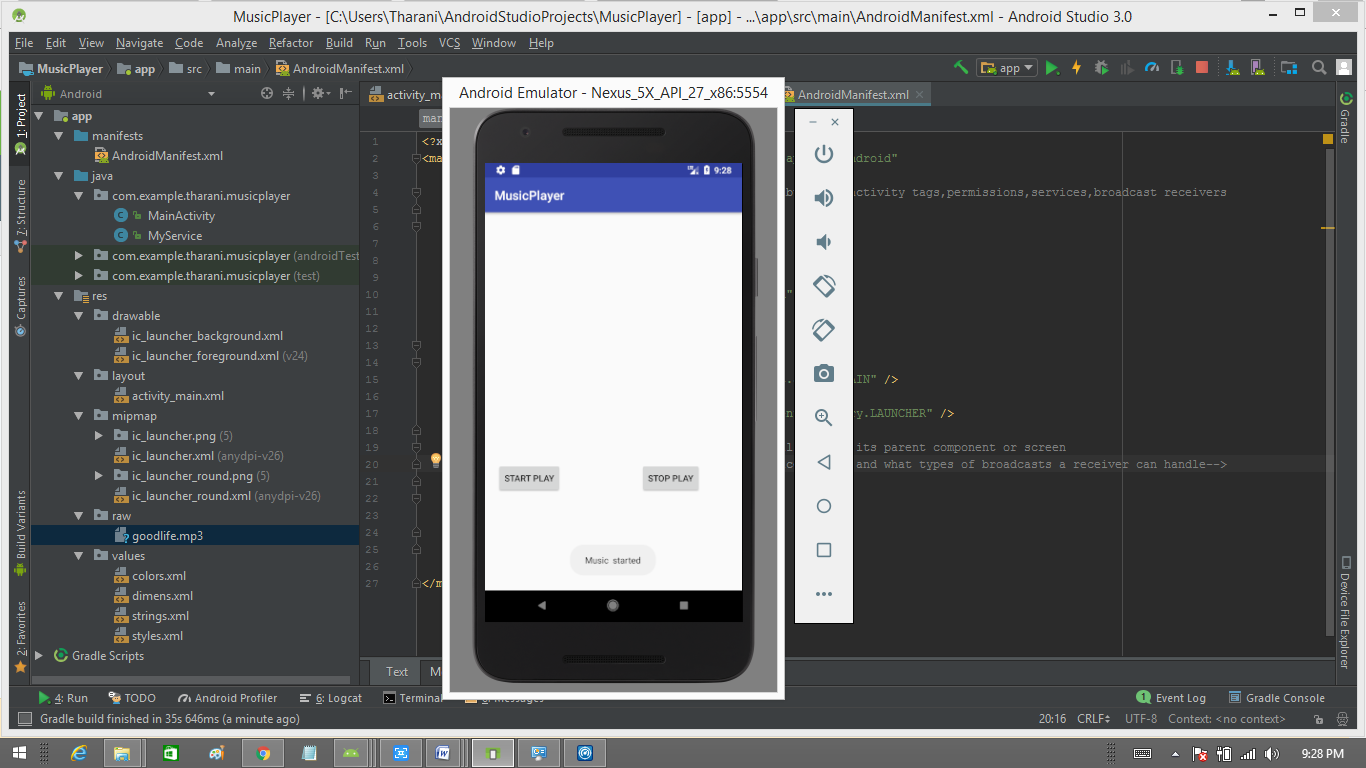 MusicPlayer - [C:\Users\Tharani\AndroidStudioProjects\MusicPlayer] - [app] - ...\app\src\main\AndroidManifest.xml - Android Studio 3.0
File Edit View Navigate Code Analyze Refactor Build Run Tools VCS Window Help
MusicPlayer app src main AndroidManifest.xml
app
Android
activity_m
AndroidManifest.xml
1: Project
7: Structure
Captures
Build Variants
2: Favorites
app
manifests
AndroidManifest.xml
java
com.example.tharani.musicplayer
MainActivity
MyService
com.example.tharani.musicplayer (androidTest
com.example.tharani.musicplayer (test)
res
drawable
ic_launcher_background.xml
ic_launcher_foreground.xml (v24)
layout
activity_main.xml
mipmap
ic_launcher.png (5)
ic_launcher.xml (anydpi-v26)
ic_launcher_round.png (5)
ic_launcher_round.xml (anydpi-v26)
raw
goodlife.mp3
values
colors.xml
dimens.xml
strings.xml
styles.xml
Gradle Scripts
1
2
4
5
6
7
8
9
10
11
12
13
14
15
16
17
18
19
20
21
22
23
24
25
26
27
<?x
<ma
ndroid"
activity tags,permissions,services,broadcast receivers
AIN" />
ry.LAUNCHER" />
its parent component or screen
and what types of broadcasts a receiver can handle-->
</m
Text
Android Emulator - Nexus_5X_API_27_x86:5554
9:28
MusicPlayer
START PLAY STOP PLAY
Music started
Gradle
Device File Explorer
4: Run TODO Android Profiler 6: Logcat Terminal Event Log Gradle Console
Gradle build finished in 35s 646ms (a minute ago)
20:16 CRLF UTF-8 Context: <no context>
9:28 PM